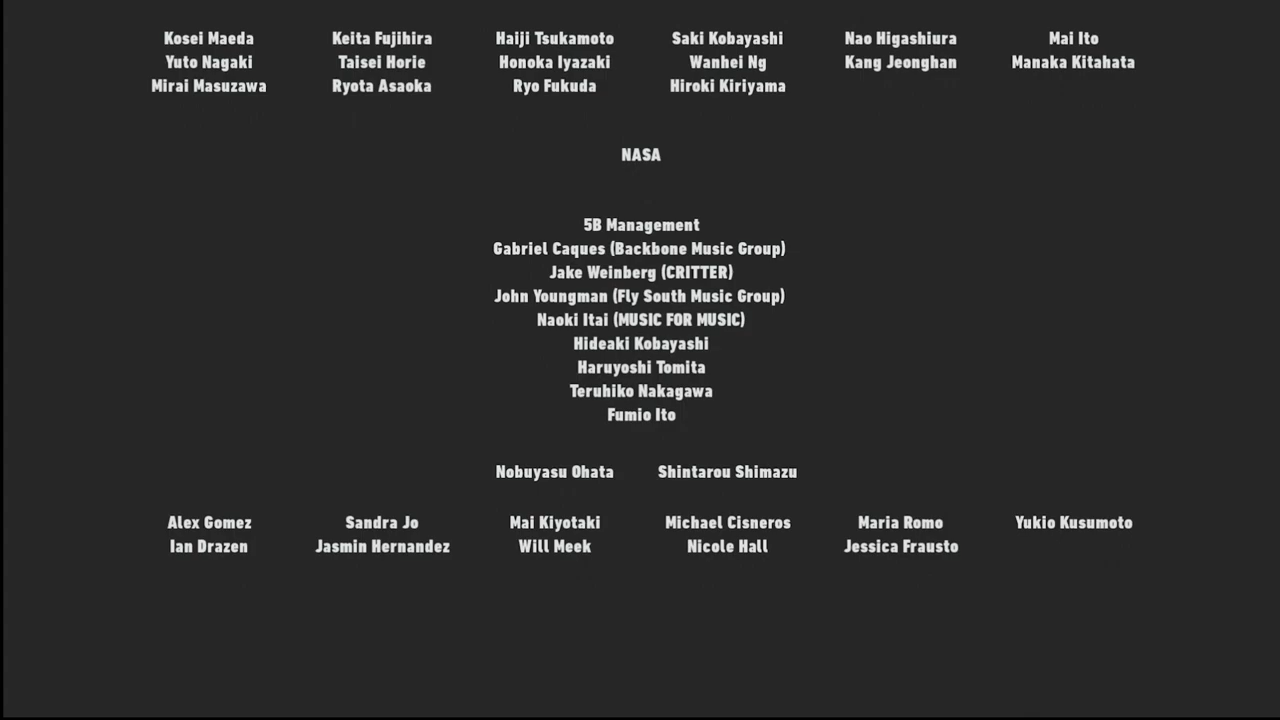 Kosei Maeda Keita Fujihira Haiji Tsukamoto Saki Kobayashi Nao Higashiura Mai Ito
Yuto Nagaki Taisei Horie Honoka Iyazaki Wanhei Ng Kang Jeonghan Manaka Kitahata
Mirai Masuzawa Ryota Asaoka Ryo Fukuda Hiroki Kiriyama
NASA
5B Management
Gabriel Caques (Backbone Music Group)
Jake Weinberg (CRITTER)
John Youngman (Fly South Music Group)
Naoki Itai (MUSIC FOR MUSIC)
Hideaki Kobayashi
Haruyoshi Tomita
Teruhiko Nakagawa
Fumio Ito
Nobuyasu Ohata Shintarou Shimazu
Alex Gomez Sandra Jo Mai Kiyotaki Michael Cisneros Maria Romo Yukio Kusumoto
Ian Drazen Jasmin Hernandez Will Meek Nicole Hall Jessica Frausto